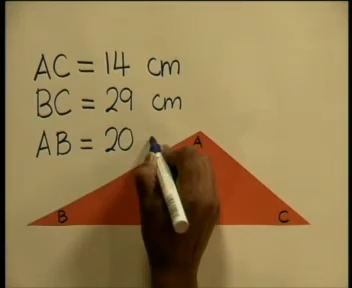 AC = 14 cm
BC = 29 cm
AB = 20
A
B
C